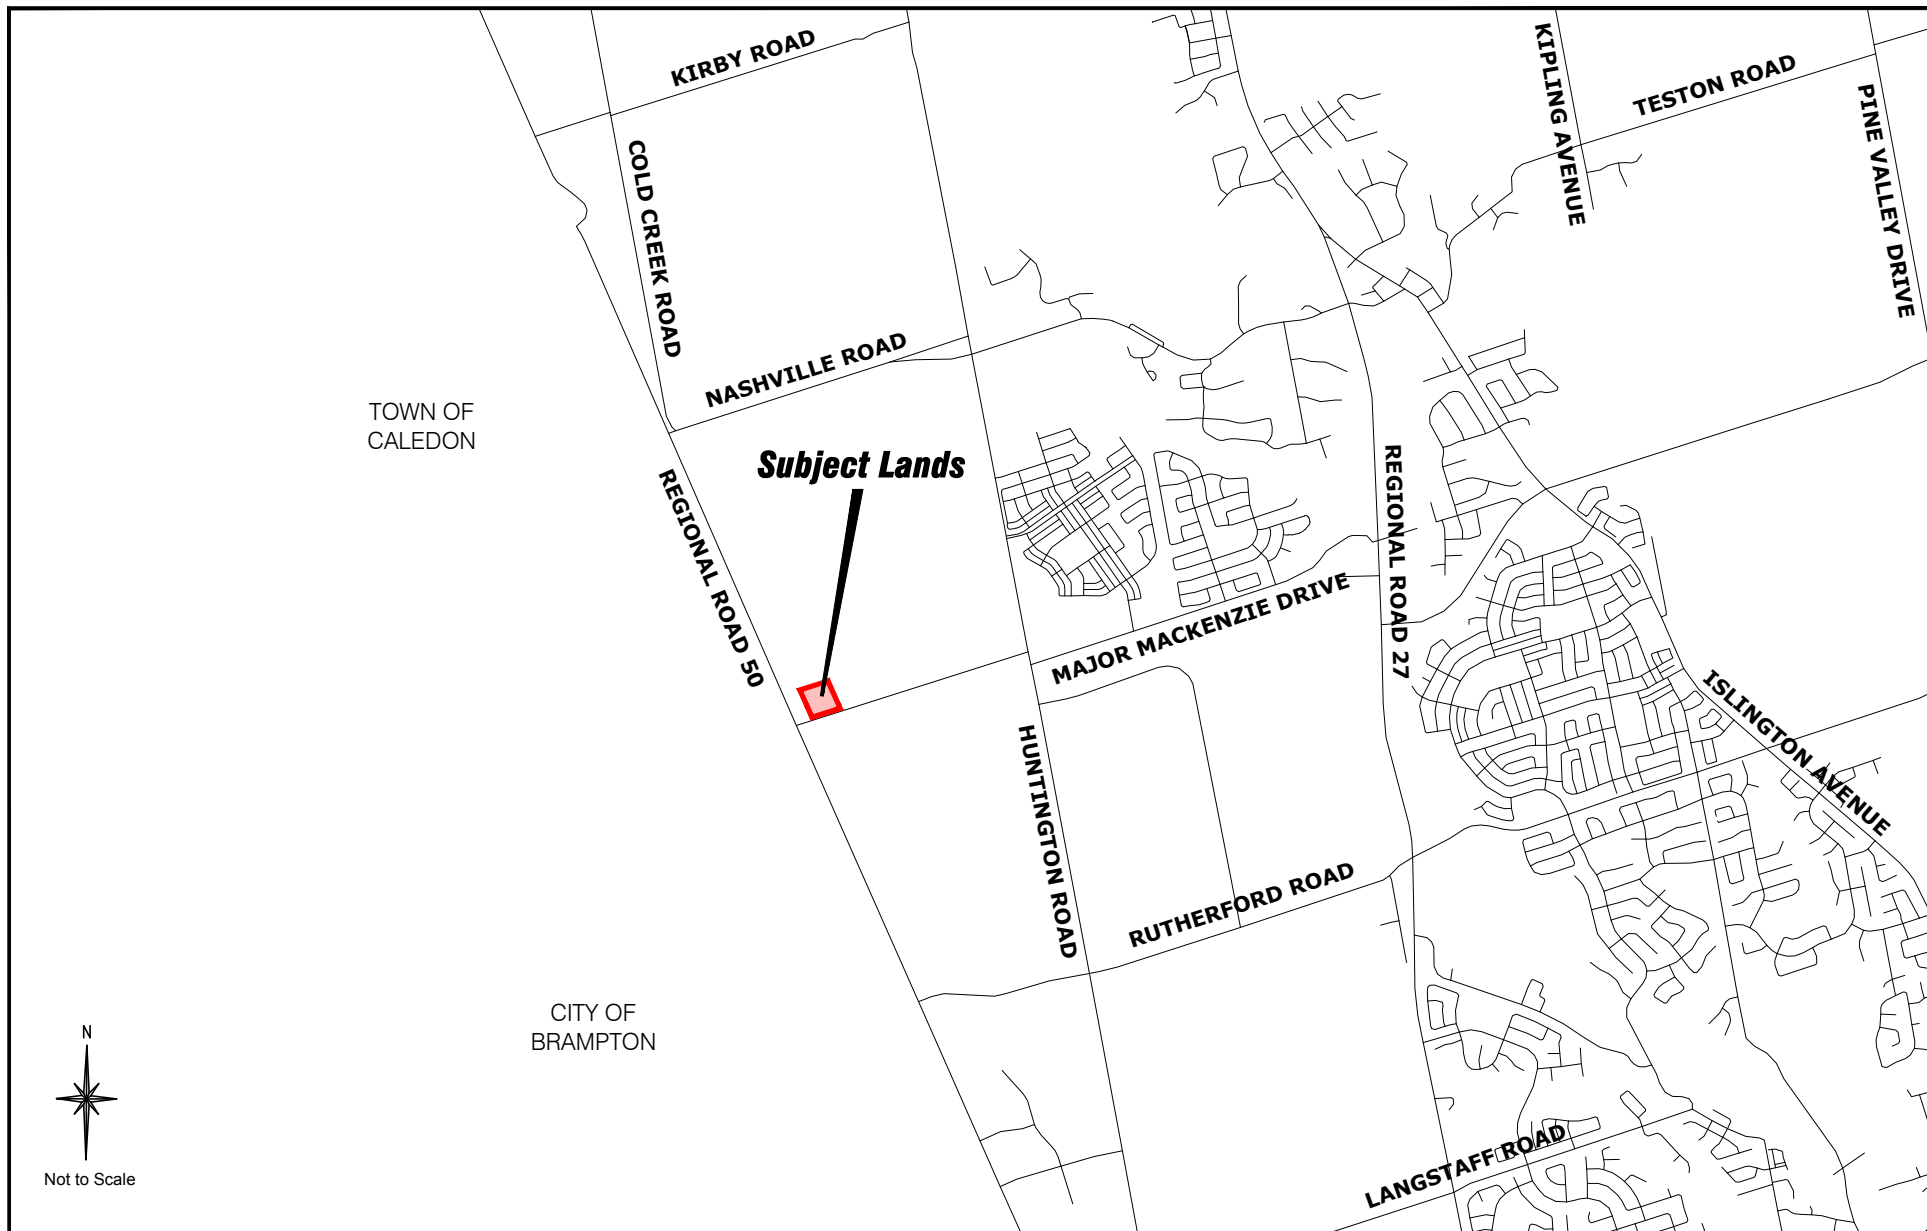 KIRBY ROAD
KIPLING AVENUE
TESTON ROAD
PINE VALLEY DRIVE
COLD CREEK ROAD
NASHVILLE ROAD
TOWN OF
CALEDON
Subject Lands
REGIONAL ROAD 50
REGIONAL ROAD 27
MAJOR MACKENZIE DRIVE
ISLINGTON AVENUE
HUNTINGTON ROAD
RUTHERFORD ROAD
CITY OF
BRAMPTON
N
Not to Scale
LANGSTAFF ROAD